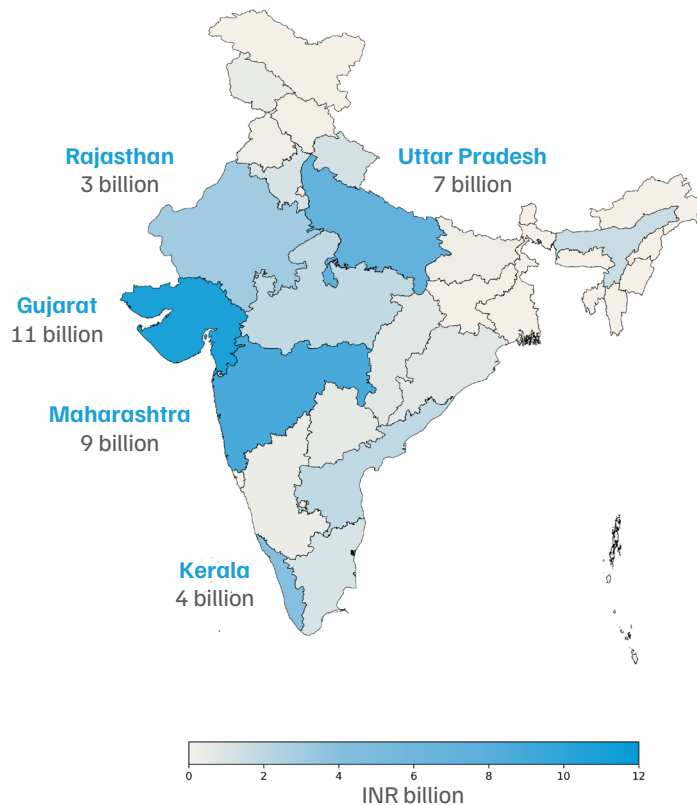 Rajasthan
3 billion
Uttar Pradesh
7 billion
Gujarat
11 billion
Maharashtra
9 billion
Kerala
4 billion
0 2 4 6 8 10 12
INR billion